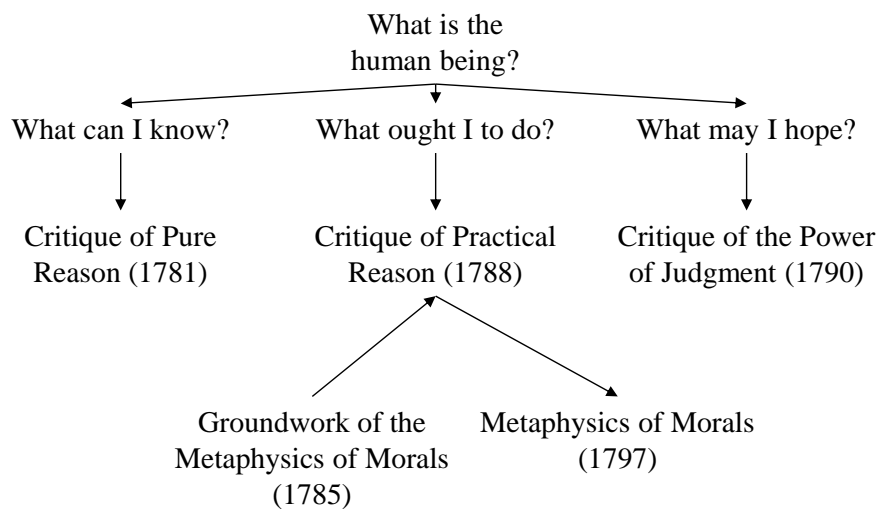 What is the
human being?
What can I know?
What ought I to do?
What may I hope?
Critique of Pure
Reason (1781)
Critique of Practical
Reason (1788)
Critique of the Power
of Judgment (1790)
Groundwork of the
Metaphysics of Morals
(1785)
Metaphysics of Morals
(1797)